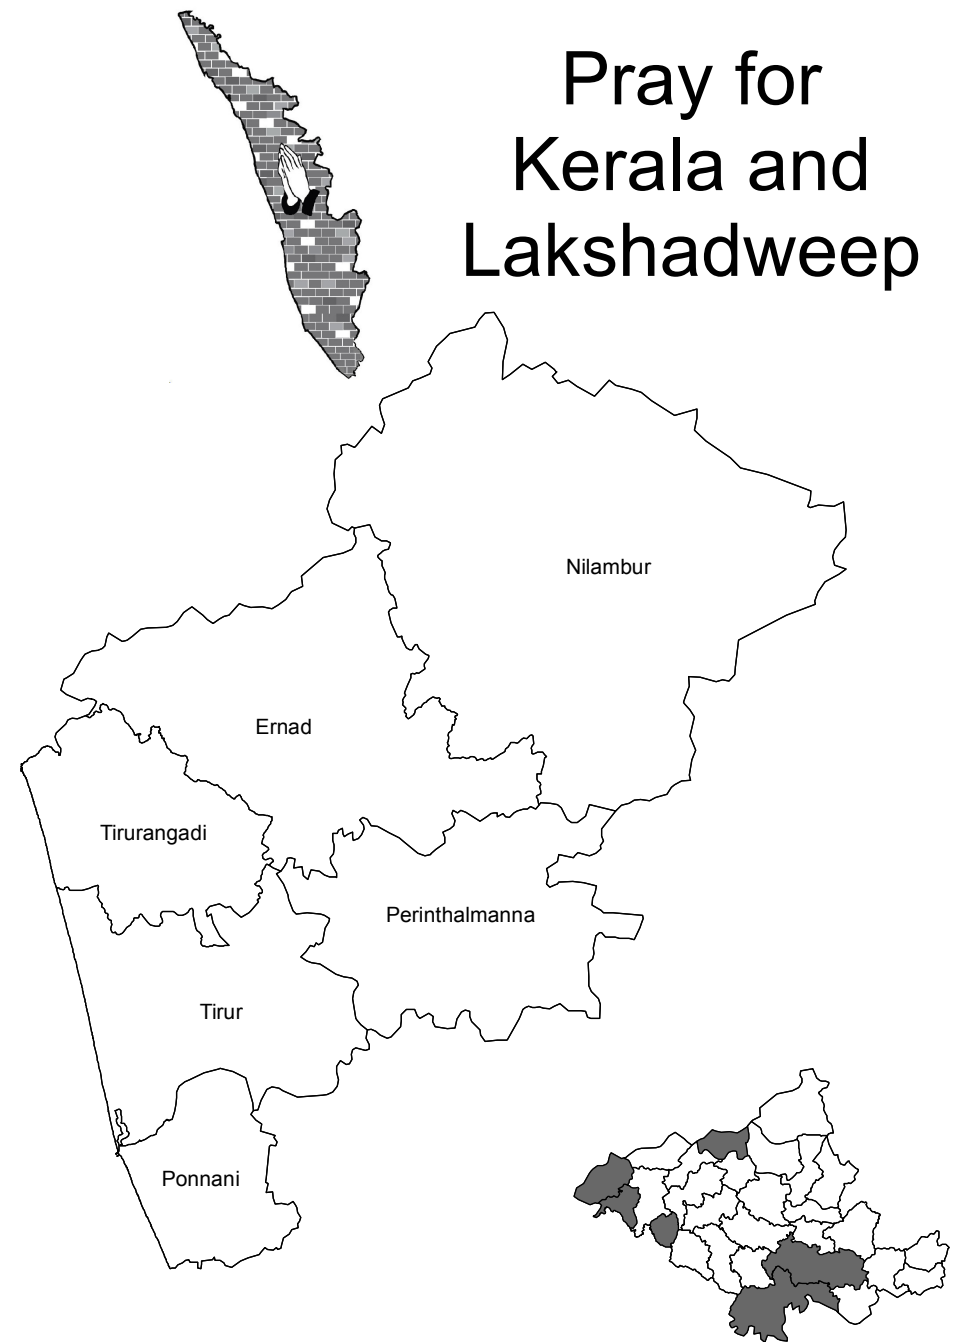 Pray for
Kerala and
Lakshadweep
Nilambur
Ernad
Tirurangadi
Perinthalmanna
Tirur
Ponnani